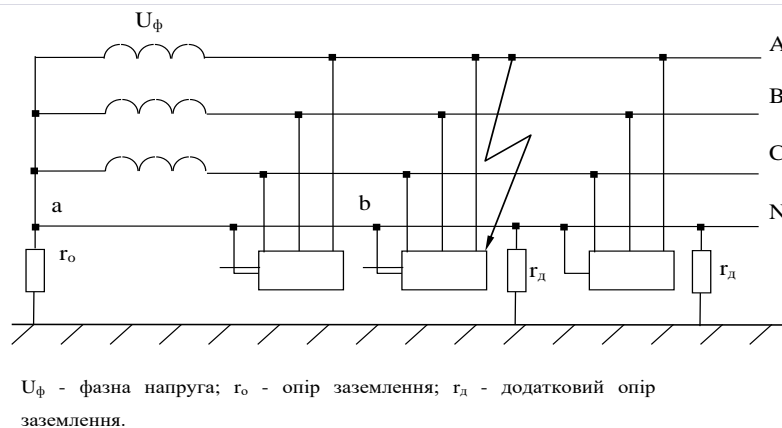 Uф
A
B
C
a
b
N
rо
rд
rд
Uф - фазна напруга; rо - опір заземлення; rд - додатковий опір
заземлення.